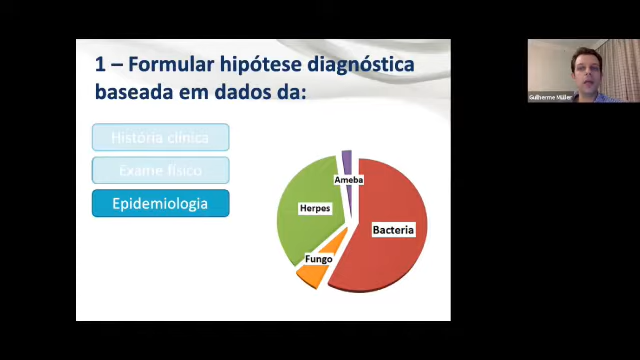 1 – Formular hipótese diagnóstica
baseada em dados da:
História clínica
Exame físico
Epidemiologia
Ameba
Herpes
Bacteria
Fungo
Guilherme Müller